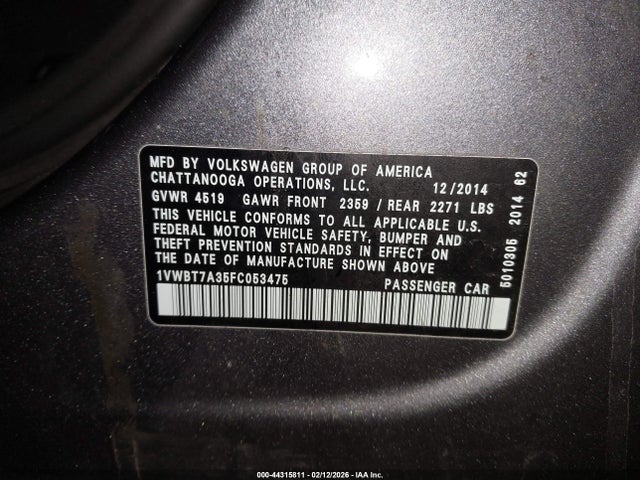 MFD BY VOLKSWAGEN GROUP OF AMERICA
CHATTANOOGA OPERATIONS, LLC. 12/2014
GVWR 4519 GAWR FRONT 2359 / REAR 2271 LBS
THIS VEHICLE CONFORMS TO ALL APPLICABLE U.S.
FEDERAL MOTOR VEHICLE SAFETY, BUMPER AND
THEFT PREVENTION STANDARDS IN EFFECT ON
THE DATE OF MANUFACTURE SHOWN ABOVE
1VWBT7A35FC053475 PASSENGER CAR
5010306 2014 62
000-44315811 - 02/12/2026 - IAA Inc.